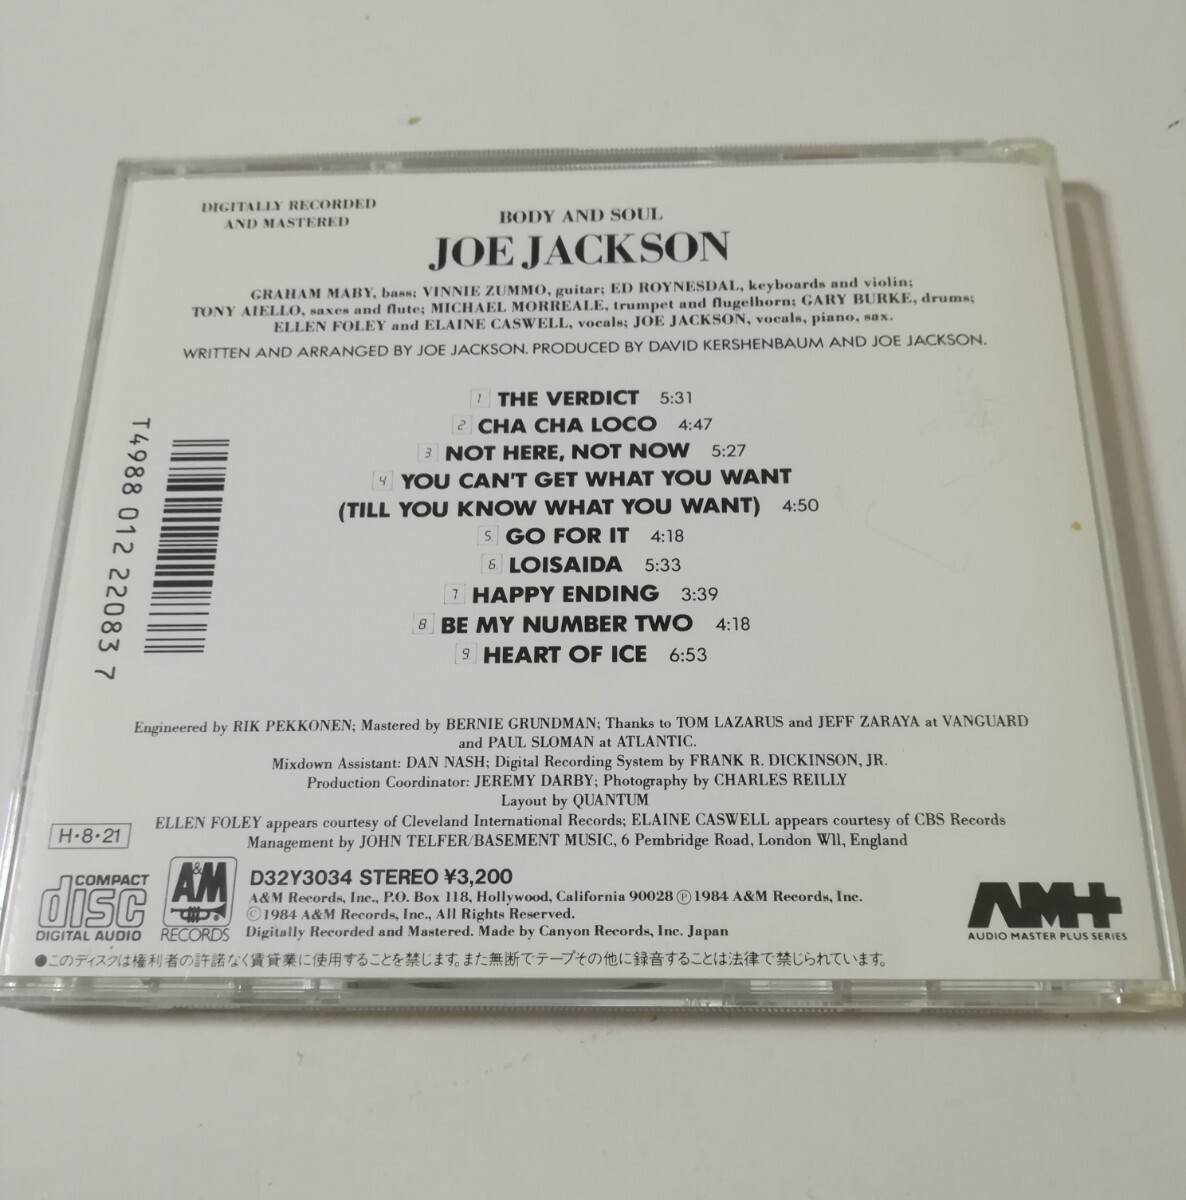 DIGITALLY RECORDED
AND MASTERED
BODY AND SOUL
JOE JACKSON
GRAHAM MABY, bass; VINNIE ZUMMO, guitar; ED ROYNESDAL, keyboards and violin;
TONY AIELLO, saxes and flute; MICHAEL MORREALE, trumpet and flugelhorn; GARY BURKE, drums;
ELLEN FOLEY and ELAINE CASWELL, vocals; JOE JACKSON, vocals, piano, sax.
WRITTEN AND ARRANGED BY JOE JACKSON. PRODUCED BY DAVID KERSHENBAUM AND JOE JACKSON.
1 THE VERDICT 5:31
2 CHA CHA LOCO 4:47
3 NOT HERE, NOT NOW 5:27
4 YOU CAN'T GET WHAT YOU WANT
(TILL YOU KNOW WHAT YOU WANT) 4:50
5. GO FOR IT 4:18
6. LOISAIDA 5:33
7 HAPPY ENDING 3:39
8 BE MY NUMBER TWO 4:18
9. HEART OF ICE 6:53
T4988 012 22083 7
Engineered by RIK PEKKONEN; Mastered by BERNIE GRUNDMAN; Thanks to TOM LAZARUS and JEFF ZARAYA at VANGUARD
and PAUL SLOMAN at ATLANTIC.
Mixdown Assistant: DAN NASH; Digital Recording System by FRANK R. DICKINSON, JR.
Production Coordinator: JEREMY DARBY; Photography by CHARLES REILLY
Layout by QUANTUM
ELLEN FOLEY appears courtesy of Cleveland International Records; ELAINE CASWELL appears courtesy of CBS Records
Management by JOHN TELFER/BASEMENT MUSIC, 6 Pembridge Road, London W11, England
H・8・21
COMPACT
disc
DIGITAL AUDIO
A&M
RECORDS
D32Y3034 STEREO ¥3,200
A&M Records, Inc., P.O. Box 118, Hollywood, California 90028 Ⓟ1984 A&M Records, Inc.
©1984 A&M Records, Inc., All Rights Reserved.
Digitally Recorded and Mastered. Made by Canyon Records, Inc. Japan
AM+
AUDIO MASTER PLUS SERIES
●このディスクは権利者の許諾なく賃貸業に使用することを禁じます。また無断でテープその他に録音することは法律で禁じられています。